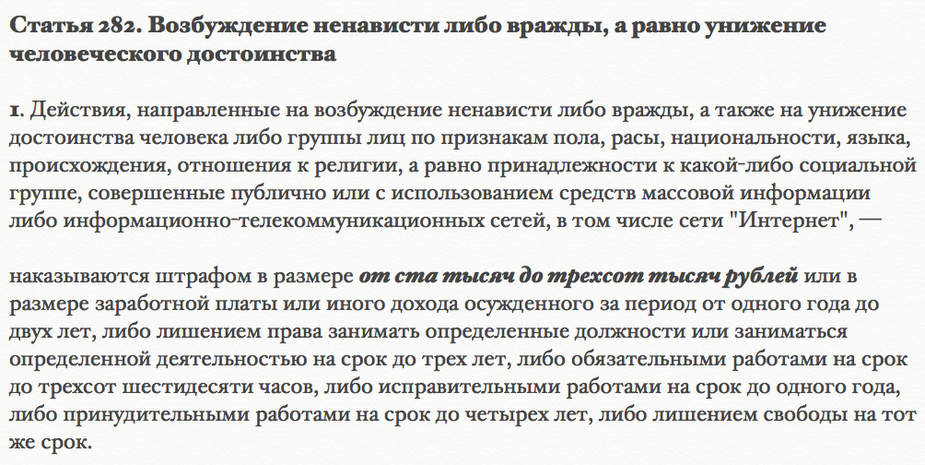 Статья 282. Возбуждение ненависти либо вражды, а равно унижение
человеческого достоинства
1. Действия, направленные на возбуждение ненависти либо вражды, а также на унижение
достоинства человека либо группы лиц по признакам пола, расы, национальности, языка,
происхождения, отношения к религии, а равно принадлежности к какой-либо социальной
группе, совершенные публично или с использованием средств массовой информации
либо информационно-телекоммуникационных сетей, в том числе сети "Интернет", —
наказываются штрафом в размере от ста тысяч до трехсот тысяч рублей или в
размере заработной платы или иного дохода осужденного за период от одного года до
двух лет, либо лишением права занимать определенные должности или заниматься
определенной деятельностью на срок до трех лет, либо обязательными работами на срок
до трехсот шестидесяти часов, либо исправительными работами на срок до одного года,
либо принудительными работами на срок до четырех лет, либо лишением свободы на тот
же срок.